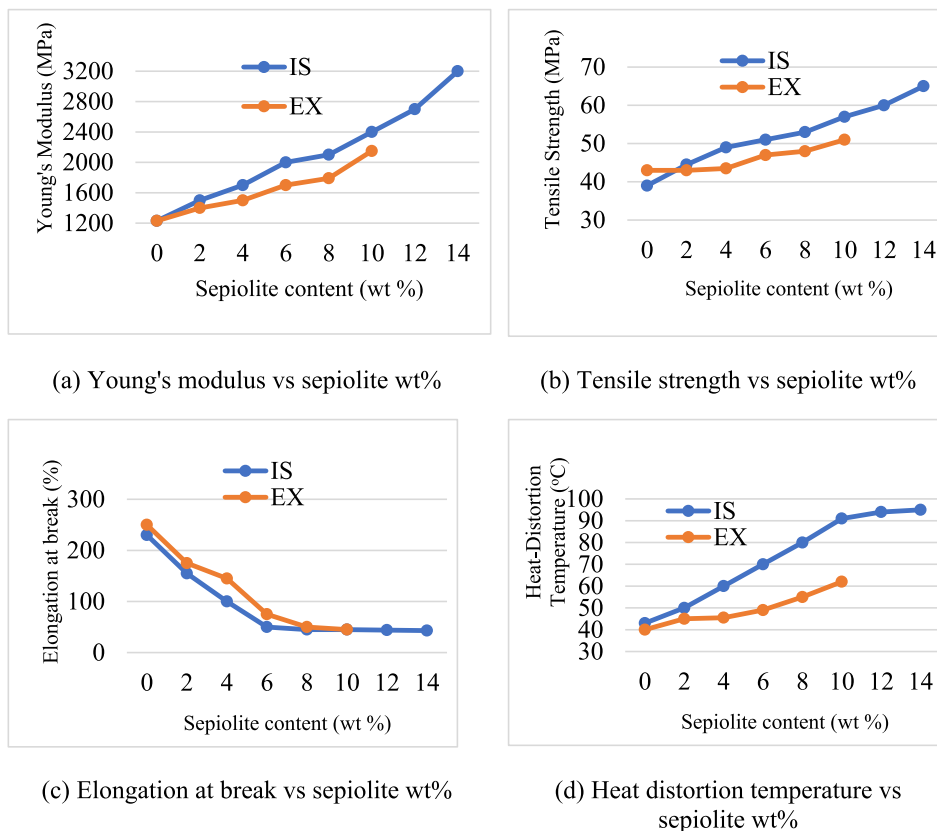 Young's Modulus (MPa)
3200
2800
2400
2000
1600
1200
IS
EX
0 2 4 6 8 10 12 14
Sepiolite content (wt %)
(a) Young's modulus vs sepiolite wt%
Tensile Strength (MPa)
70
60
50
40
30
IS
EX
0 2 4 6 8 10 12 14
Sepiolite content (wt %)
(b) Tensile strength vs sepiolite wt%
Elongation at break (%)
300
200
100
0
IS
EX
0 2 4 6 8 10 12 14
Sepiolite content (wt %)
(c) Elongation at break vs sepiolite wt%
Heat-Distortion
Temperature (°C)
100
90
80
70
60
50
40
30
IS
EX
0 2 4 6 8 10 12 14
Sepiolite content (wt %)
(d) Heat distortion temperature vs
sepiolite wt%